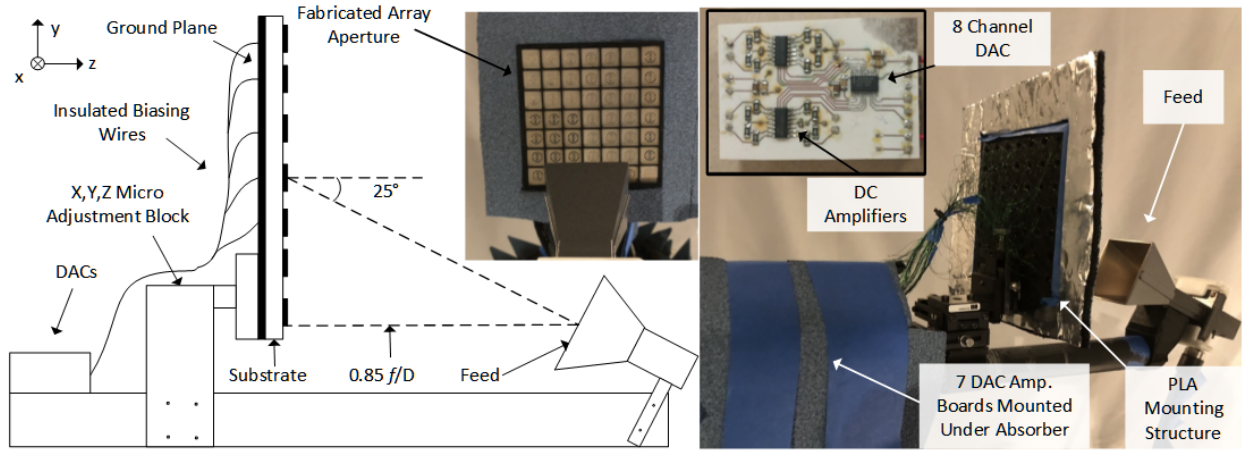 y
x
z
Ground Plane
Insulated Biasing
Wires
X,Y,Z Micro
Adjustment Block
DACs
25°
Substrate
0.85 f/D
Feed
Fabricated Array
Aperture
8 Channel
DAC
DC
Amplifiers
Feed
7 DAC Amp.
Boards Mounted
Under Absorber
PLA
Mounting
Structure